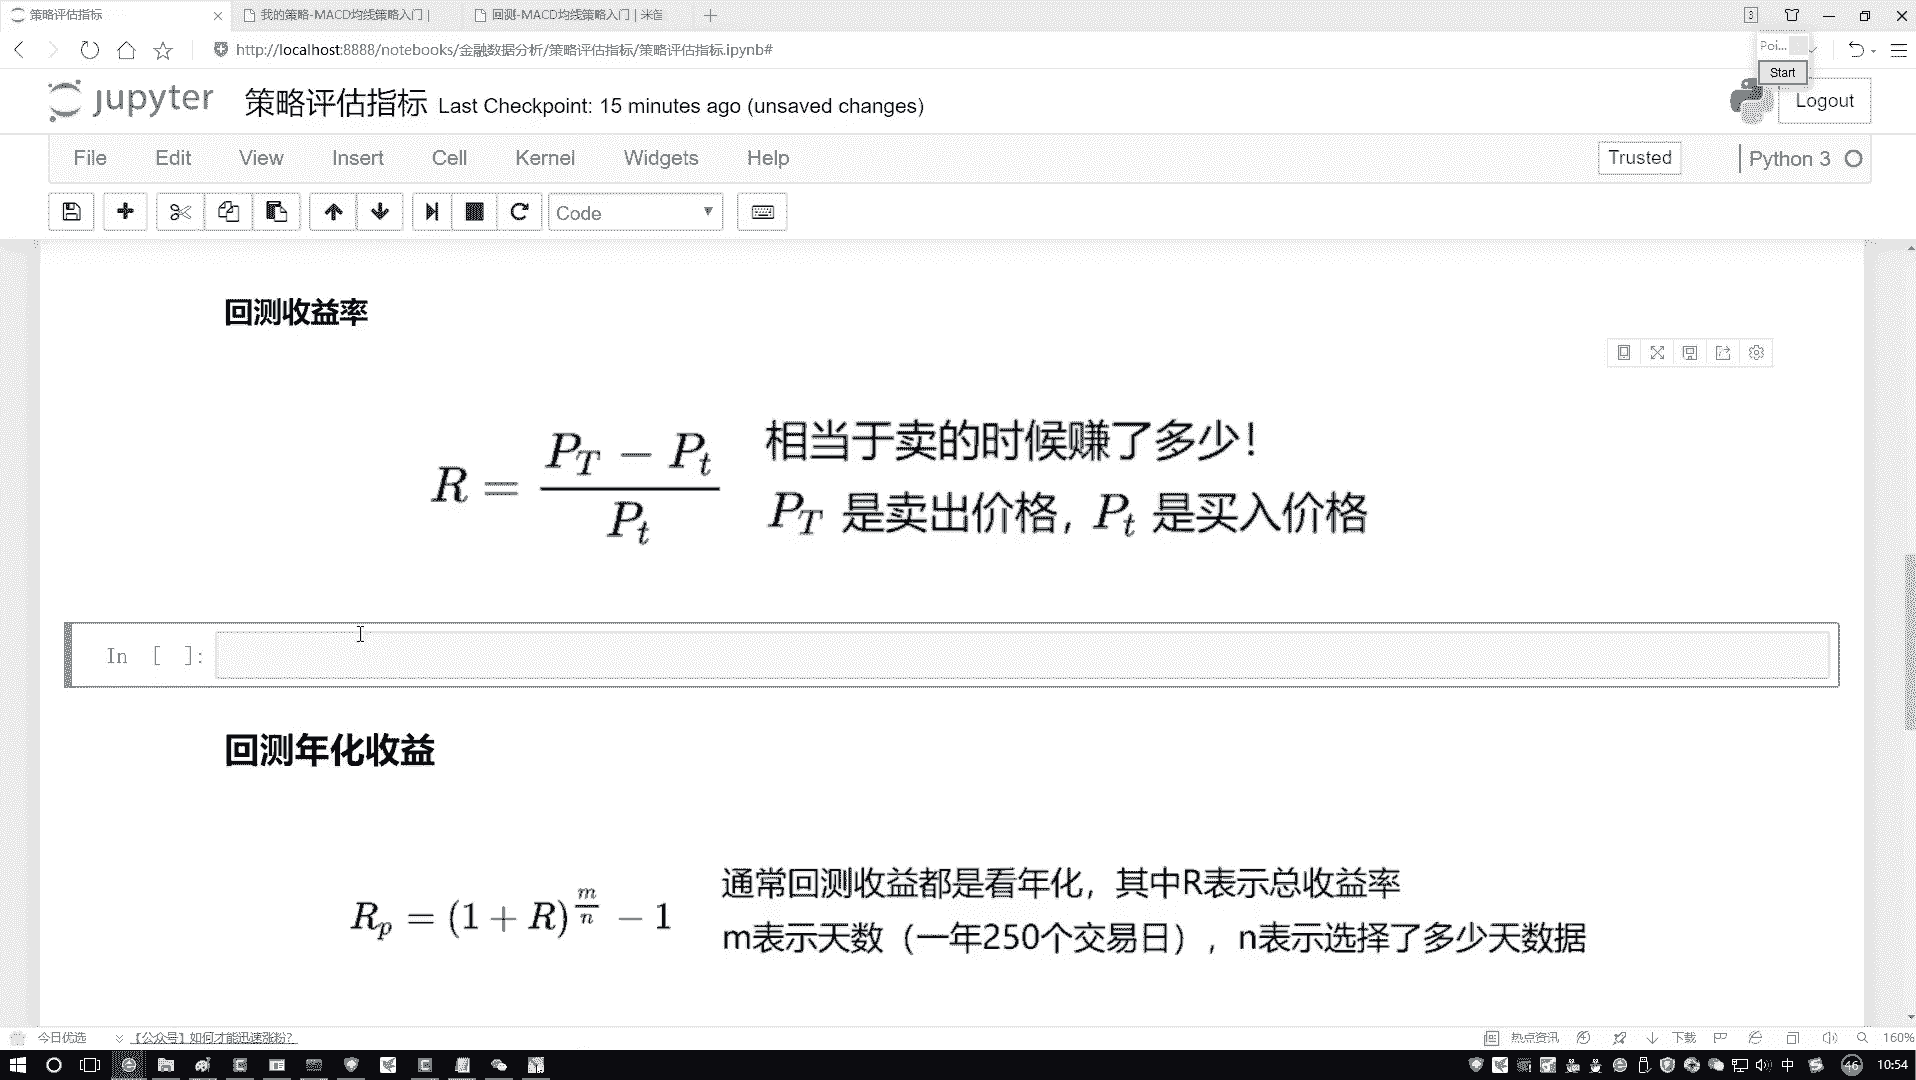 策略评估指标
我的策略-MACD均线策略入门 |
回测-MACD均线策略入门 | 米筐
3
http://localhost:8888/notebooks/金融数据分析/策略评估指标/策略评估指标.ipynb#
Poi...
Start
jupyter 策略评估指标 Last Checkpoint: 15 minutes ago (unsaved changes)
Logout
File Edit View Insert Cell Kernel Widgets Help
Trusted
Python 3
Code
回测收益率
R = (P_T − P_t) / P_t
相当于卖的时候赚了多少!
P_T 是卖出价格, P_t 是买入价格
In [ ]:
回测年化收益
R_p = (1 + R)^(m/n) − 1
通常回测收益都是看年化，其中R表示总收益率
m表示天数（一年250个交易日），n表示选择了多少天数据
今日优选
【公众号】如何才能迅速涨粉?
热点资讯
下载
160%
中
46
10:54